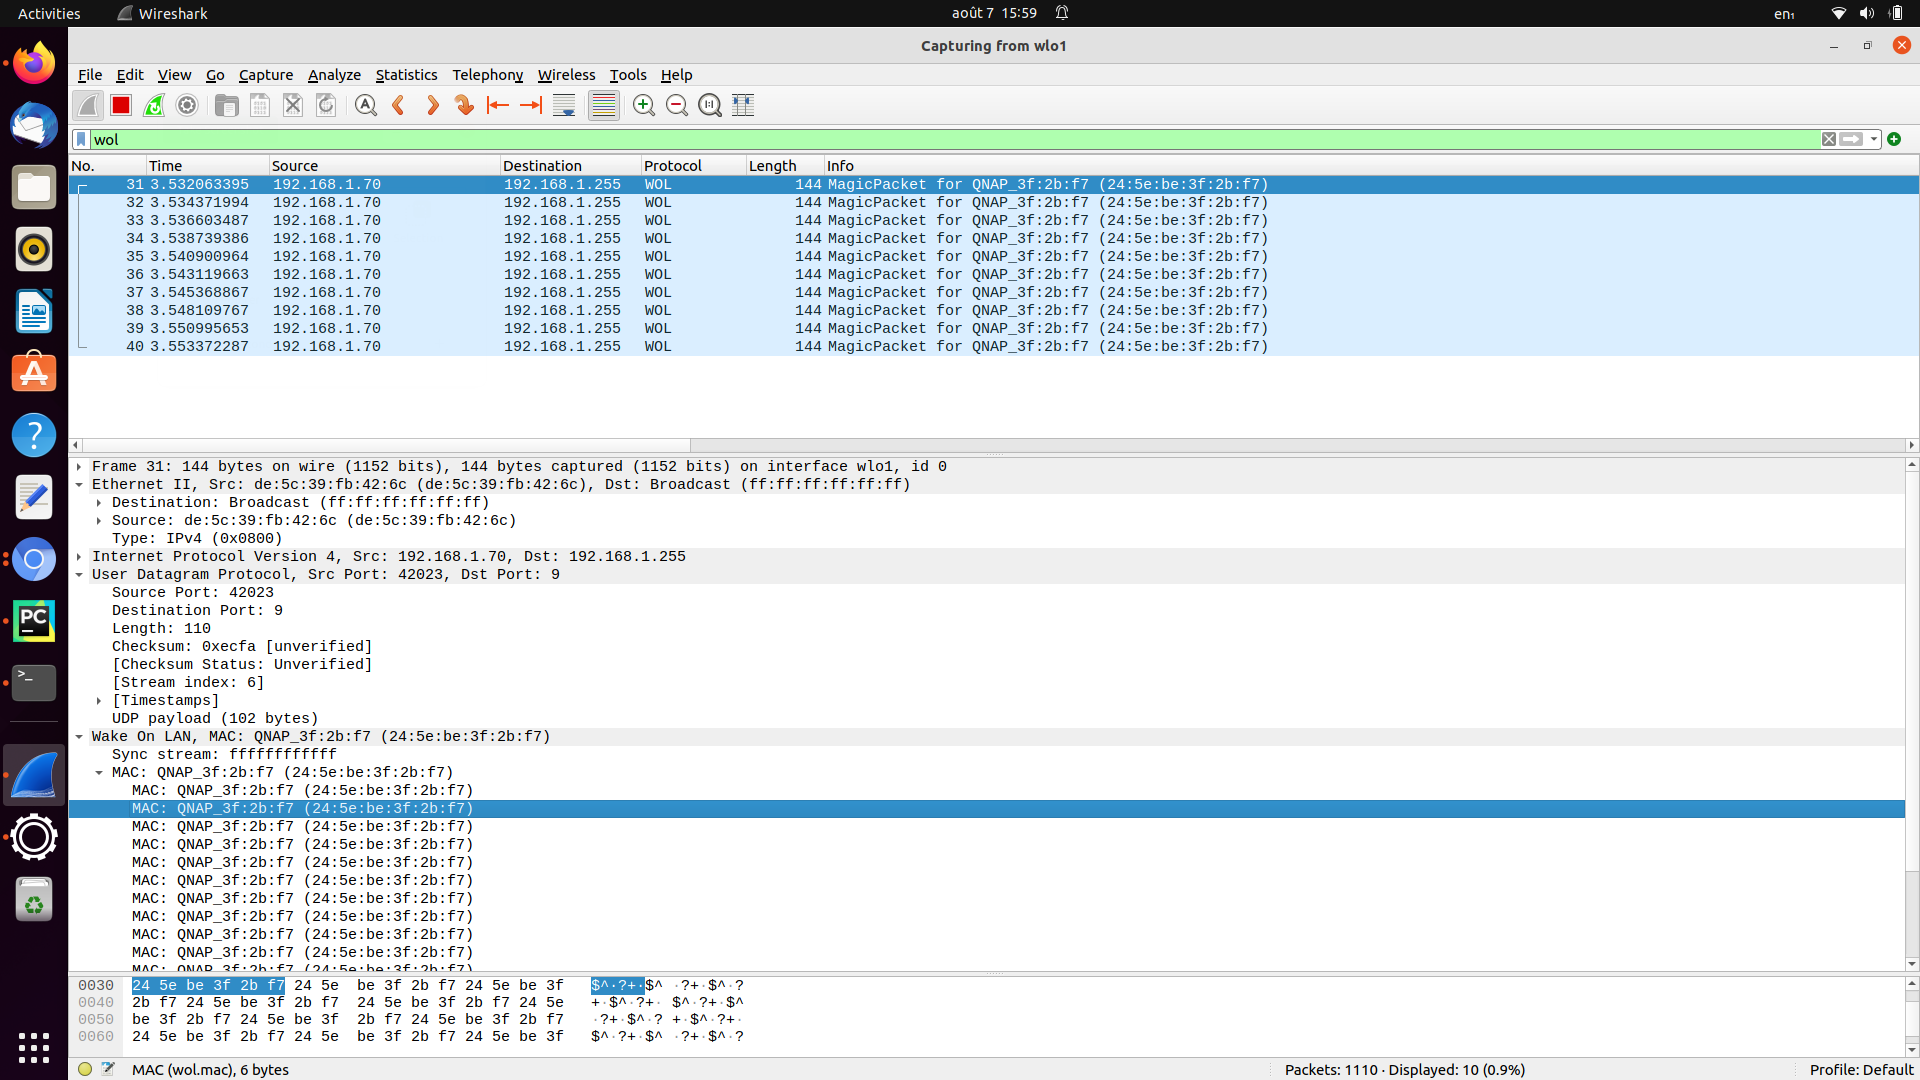 Activities Wireshark août 7 15:59 en₁
Capturing from wlo1
File Edit View Go Capture Analyze Statistics Telephony Wireless Tools Help
wol
No. Time Source Destination Protocol Length Info
31 3.532063395 192.168.1.70 192.168.1.255 WOL 144 MagicPacket for QNAP_3f:2b:f7 (24:5e:be:3f:2b:f7)
32 3.534371994 192.168.1.70 192.168.1.255 WOL 144 MagicPacket for QNAP_3f:2b:f7 (24:5e:be:3f:2b:f7)
33 3.536603487 192.168.1.70 192.168.1.255 WOL 144 MagicPacket for QNAP_3f:2b:f7 (24:5e:be:3f:2b:f7)
34 3.538739386 192.168.1.70 192.168.1.255 WOL 144 MagicPacket for QNAP_3f:2b:f7 (24:5e:be:3f:2b:f7)
35 3.540900964 192.168.1.70 192.168.1.255 WOL 144 MagicPacket for QNAP_3f:2b:f7 (24:5e:be:3f:2b:f7)
36 3.543119663 192.168.1.70 192.168.1.255 WOL 144 MagicPacket for QNAP_3f:2b:f7 (24:5e:be:3f:2b:f7)
37 3.545368867 192.168.1.70 192.168.1.255 WOL 144 MagicPacket for QNAP_3f:2b:f7 (24:5e:be:3f:2b:f7)
38 3.548109767 192.168.1.70 192.168.1.255 WOL 144 MagicPacket for QNAP_3f:2b:f7 (24:5e:be:3f:2b:f7)
39 3.550995653 192.168.1.70 192.168.1.255 WOL 144 MagicPacket for QNAP_3f:2b:f7 (24:5e:be:3f:2b:f7)
40 3.553372287 192.168.1.70 192.168.1.255 WOL 144 MagicPacket for QNAP_3f:2b:f7 (24:5e:be:3f:2b:f7)
Frame 31: 144 bytes on wire (1152 bits), 144 bytes captured (1152 bits) on interface wlo1, id 0
Ethernet II, Src: de:5c:39:fb:42:6c (de:5c:39:fb:42:6c), Dst: Broadcast (ff:ff:ff:ff:ff:ff)
Destination: Broadcast (ff:ff:ff:ff:ff:ff)
Source: de:5c:39:fb:42:6c (de:5c:39:fb:42:6c)
Type: IPv4 (0x0800)
Internet Protocol Version 4, Src: 192.168.1.70, Dst: 192.168.1.255
User Datagram Protocol, Src Port: 42023, Dst Port: 9
Source Port: 42023
Destination Port: 9
Length: 110
Checksum: 0xecfa [unverified]
[Checksum Status: Unverified]
[Stream index: 6]
[Timestamps]
UDP payload (102 bytes)
Wake On LAN, MAC: QNAP_3f:2b:f7 (24:5e:be:3f:2b:f7)
Sync stream: ffffffffffff
MAC: QNAP_3f:2b:f7 (24:5e:be:3f:2b:f7)
MAC: QNAP_3f:2b:f7 (24:5e:be:3f:2b:f7)
MAC: QNAP_3f:2b:f7 (24:5e:be:3f:2b:f7)
MAC: QNAP_3f:2b:f7 (24:5e:be:3f:2b:f7)
MAC: QNAP_3f:2b:f7 (24:5e:be:3f:2b:f7)
MAC: QNAP_3f:2b:f7 (24:5e:be:3f:2b:f7)
MAC: QNAP_3f:2b:f7 (24:5e:be:3f:2b:f7)
MAC: QNAP_3f:2b:f7 (24:5e:be:3f:2b:f7)
MAC: QNAP_3f:2b:f7 (24:5e:be:3f:2b:f7)
MAC: QNAP_3f:2b:f7 (24:5e:be:3f:2b:f7)
MAC: QNAP_3f:2b:f7 (24:5e:be:3f:2b:f7)
MAC: QNAP_3f:2b:f7 (24:5e:be:3f:2b:f7)
0030 24 5e be 3f 2b f7 24 5e be 3f 2b f7 24 5e be 3f $^·?+·$^ ·?+·$^·?
0040 2b f7 24 5e be 3f 2b f7 24 5e be 3f 2b f7 24 5e +·$^·?+· $^·?+·$^
0050 be 3f 2b f7 24 5e be 3f 2b f7 24 5e be 3f 2b f7 ·?+·$^·? +·$^·?+·
0060 24 5e be 3f 2b f7 24 5e be 3f 2b f7 24 5e be 3f $^·?+·$^ ·?+·$^·?
MAC (wol.mac), 6 bytes Packets: 1110 · Displayed: 10 (0.9%) Profile: Default
PC